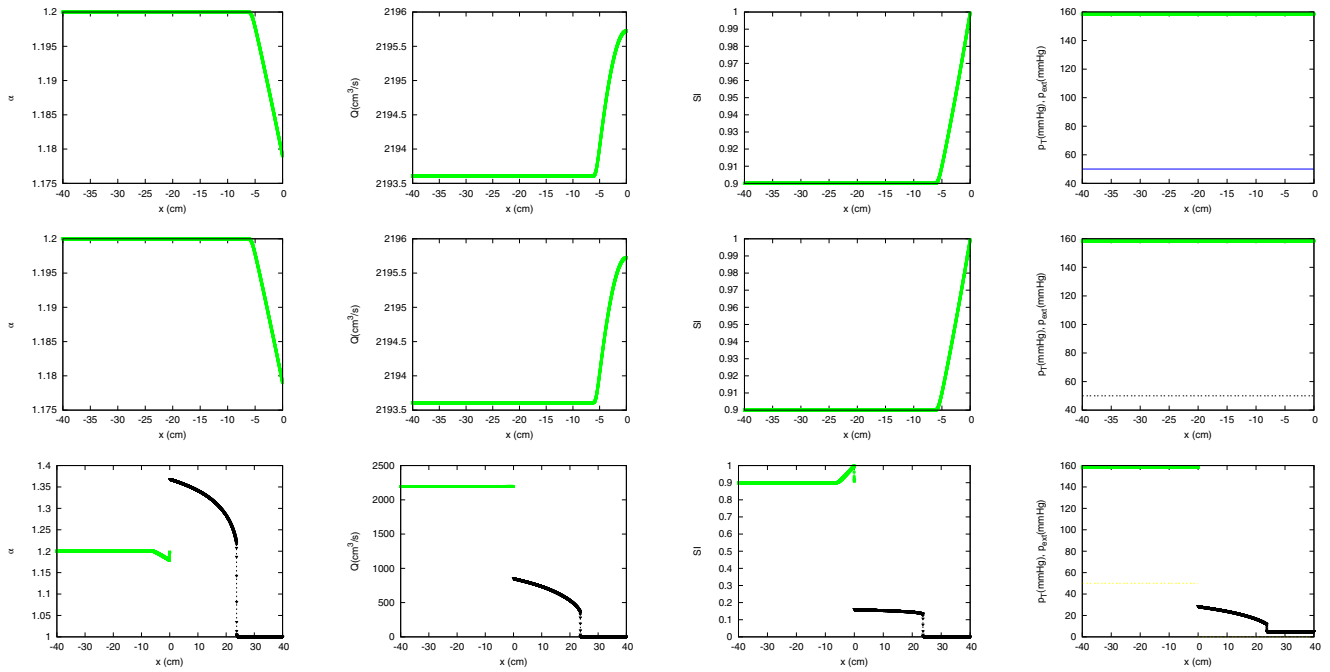 1.2
1.195
1.19
1.185
1.18
1.175
-40 -35 -30 -25 -20 -15 -10 -5 0
α
x (cm)
2196
2195.5
2195
2194.5
2194
2193.5
-40 -35 -30 -25 -20 -15 -10 -5 0
Q(cm³/s)
x (cm)
1
0.99
0.98
0.97
0.96
0.95
0.94
0.93
0.92
0.91
0.9
-40 -35 -30 -25 -20 -15 -10 -5 0
SI
x (cm)
160
140
120
100
80
60
40
-40 -35 -30 -25 -20 -15 -10 -5 0
pT(mmHg), pext(mmHg)
x (cm)
1.2
1.195
1.19
1.185
1.18
1.175
-40 -35 -30 -25 -20 -15 -10 -5 0
α
x (cm)
2196
2195.5
2195
2194.5
2194
2193.5
-40 -35 -30 -25 -20 -15 -10 -5 0
Q(cm³/s)
x (cm)
1
0.99
0.98
0.97
0.96
0.95
0.94
0.93
0.92
0.91
0.9
-40 -35 -30 -25 -20 -15 -10 -5 0
SI
x (cm)
160
140
120
100
80
60
40
-40 -35 -30 -25 -20 -15 -10 -5 0
pT(mmHg), pext(mmHg)
x (cm)
1.4
1.35
1.3
1.25
1.2
1.15
1.1
1.05
1
-40 -30 -20 -10 0 10 20 30 40
α
x (cm)
2500
2000
1500
1000
500
0
-40 -30 -20 -10 0 10 20 30 40
Q(cm³/s)
x (cm)
1
0.9
0.8
0.7
0.6
0.5
0.4
0.3
0.2
0.1
0
-40 -30 -20 -10 0 10 20 30 40
SI
x (cm)
160
140
120
100
80
60
40
20
0
-40 -30 -20 -10 0 10 20 30 40
pT(mmHg), pext(mmHg)
x (cm)